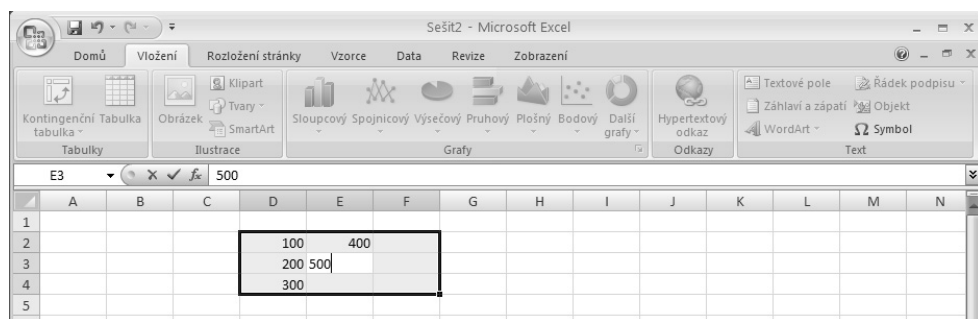 Sešit2 - Microsoft Excel
Domů Vložení Rozložení stránky Vzorce Data Revize Zobrazení
Kontingenční tabulka
Tabulka
Tabulky
Obrázek
Klipart
Tvary
SmartArt
Ilustrace
Sloupcový Spojnicový Výsečový Pruhový Plošný Bodový Další grafy
Grafy
Hypertextový odkaz
Odkazy
Textové pole
Záhlaví a zápatí
WordArt
Řádek podpisu
Objekt
Ω Symbol
Text
E3 fx 500
A B C D E F G H I J K L M N
1
2 100 400
3 200 500
4 300
5